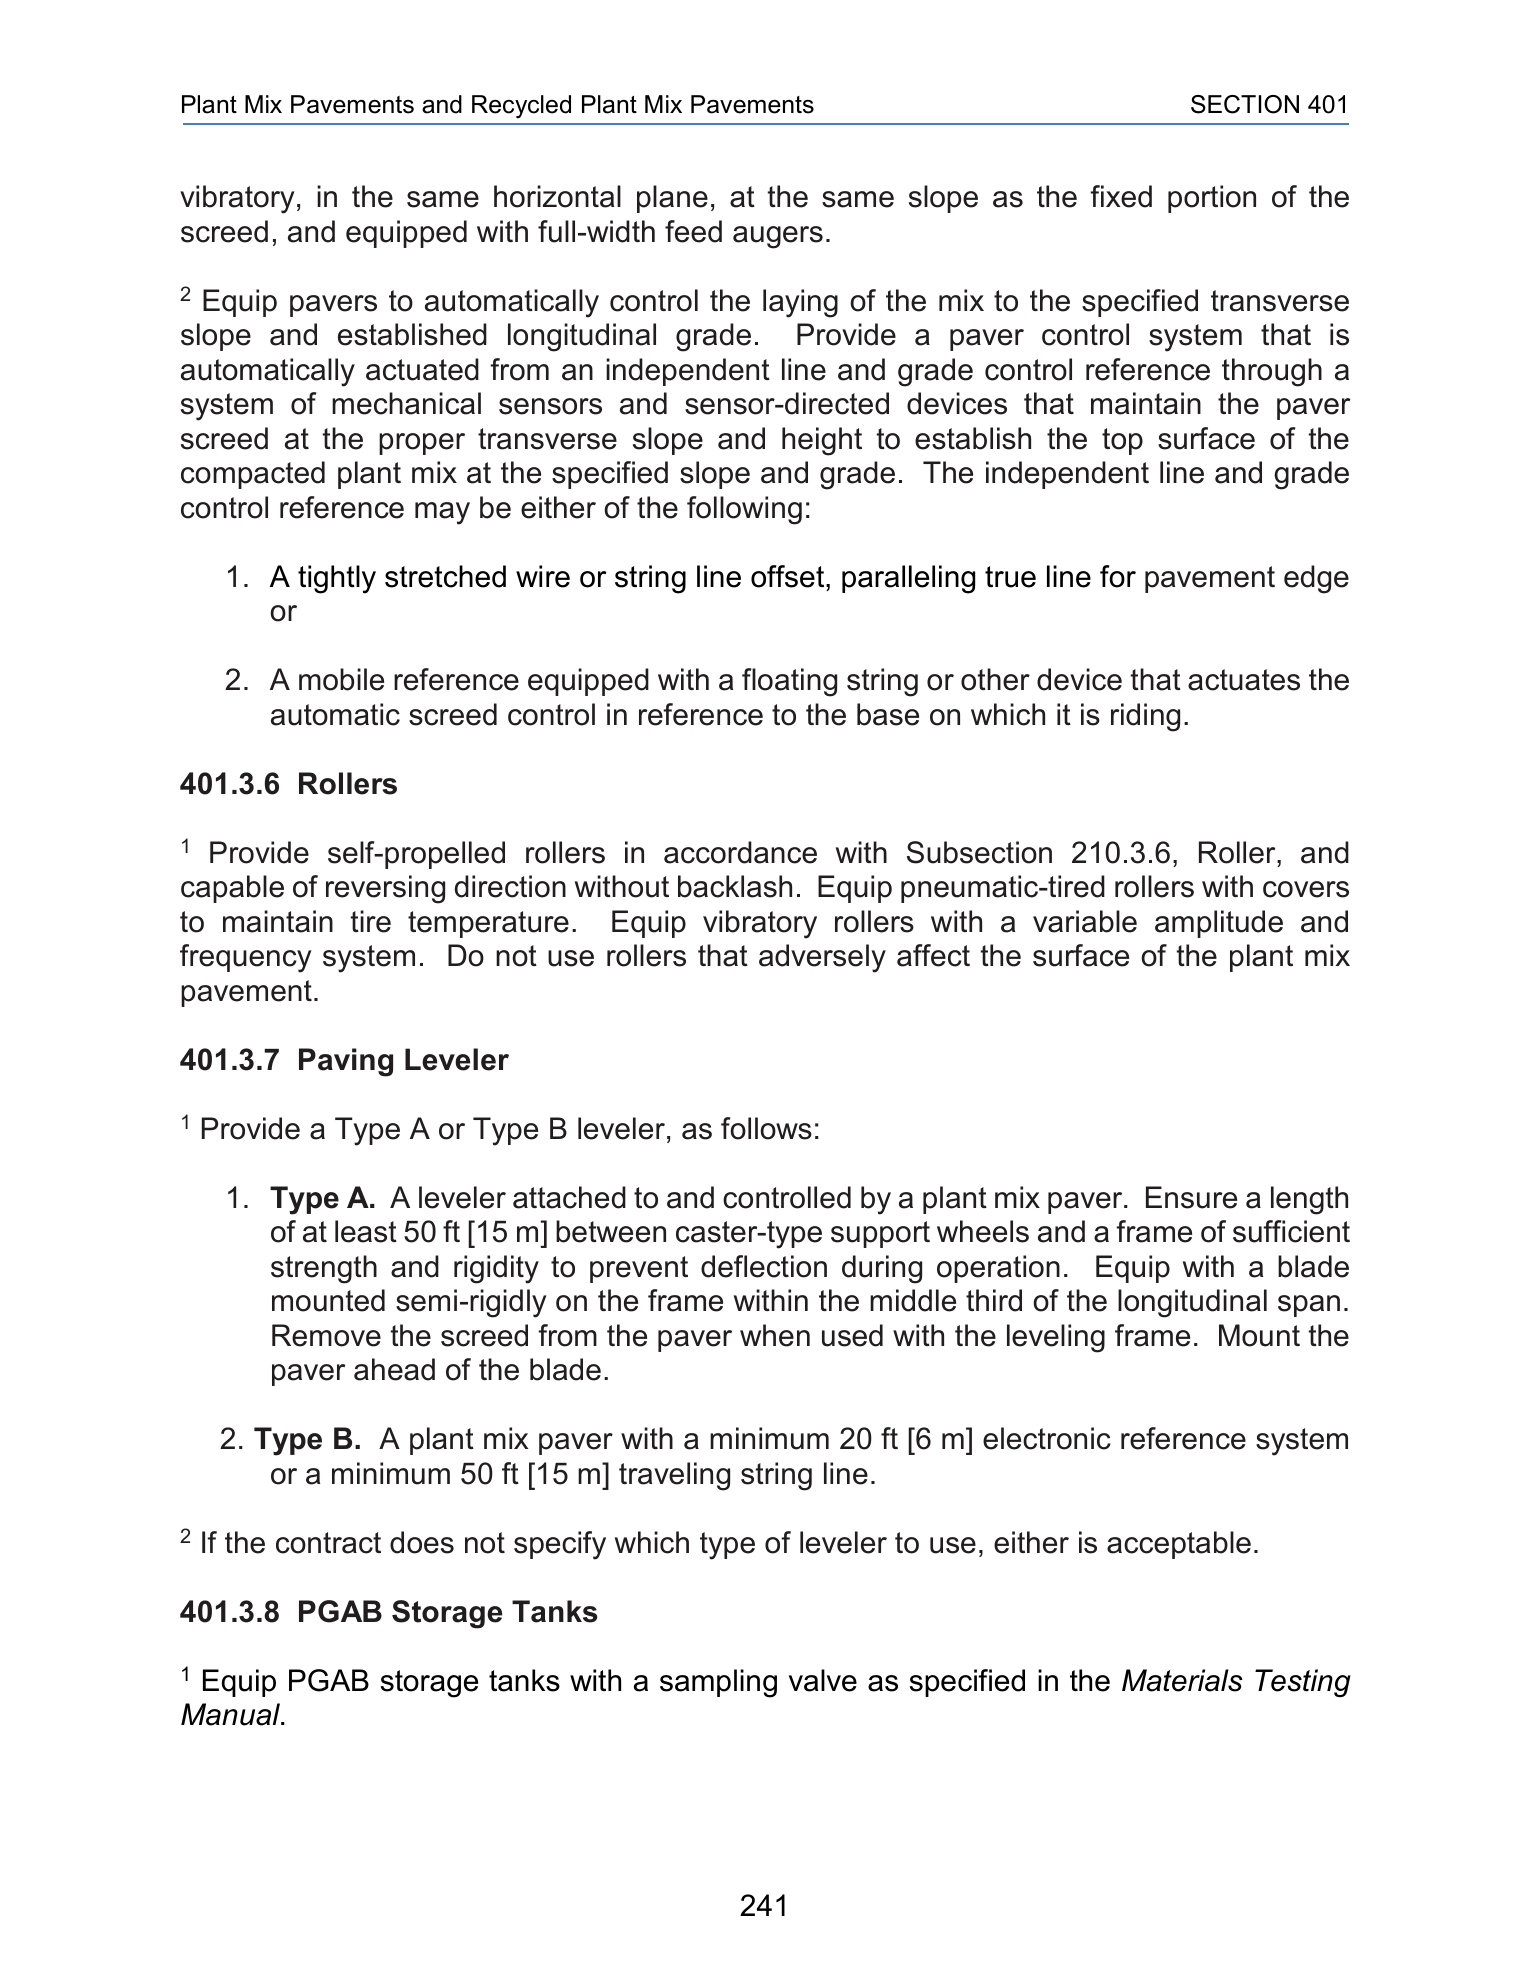 Plant Mix Pavements and Recycled Plant Mix Pavements SECTION 401
vibratory, in the same horizontal plane, at the same slope as the fixed portion of the
screed, and equipped with full-width feed augers.
2 Equip pavers to automatically control the laying of the mix to the specified transverse
slope and established longitudinal grade. Provide a paver control system that is
automatically actuated from an independent line and grade control reference through a
system of mechanical sensors and sensor-directed devices that maintain the paver
screed at the proper transverse slope and height to establish the top surface of the
compacted plant mix at the specified slope and grade. The independent line and grade
control reference may be either of the following:
1. A tightly stretched wire or string line offset, paralleling true line for pavement edge
or
2. A mobile reference equipped with a floating string or other device that actuates the
automatic screed control in reference to the base on which it is riding.
401.3.6 Rollers
1 Provide self-propelled rollers in accordance with Subsection 210.3.6, Roller, and
capable of reversing direction without backlash. Equip pneumatic-tired rollers with covers
to maintain tire temperature. Equip vibratory rollers with a variable amplitude and
frequency system. Do not use rollers that adversely affect the surface of the plant mix
pavement.
401.3.7 Paving Leveler
1 Provide a Type A or Type B leveler, as follows:
1. Type A. A leveler attached to and controlled by a plant mix paver. Ensure a length
of at least 50 ft [15 m] between caster-type support wheels and a frame of sufficient
strength and rigidity to prevent deflection during operation. Equip with a blade
mounted semi-rigidly on the frame within the middle third of the longitudinal span.
Remove the screed from the paver when used with the leveling frame. Mount the
paver ahead of the blade.
2. Type B. A plant mix paver with a minimum 20 ft [6 m] electronic reference system
or a minimum 50 ft [15 m] traveling string line.
2 If the contract does not specify which type of leveler to use, either is acceptable.
401.3.8 PGAB Storage Tanks
1 Equip PGAB storage tanks with a sampling valve as specified in the Materials Testing
Manual.
241